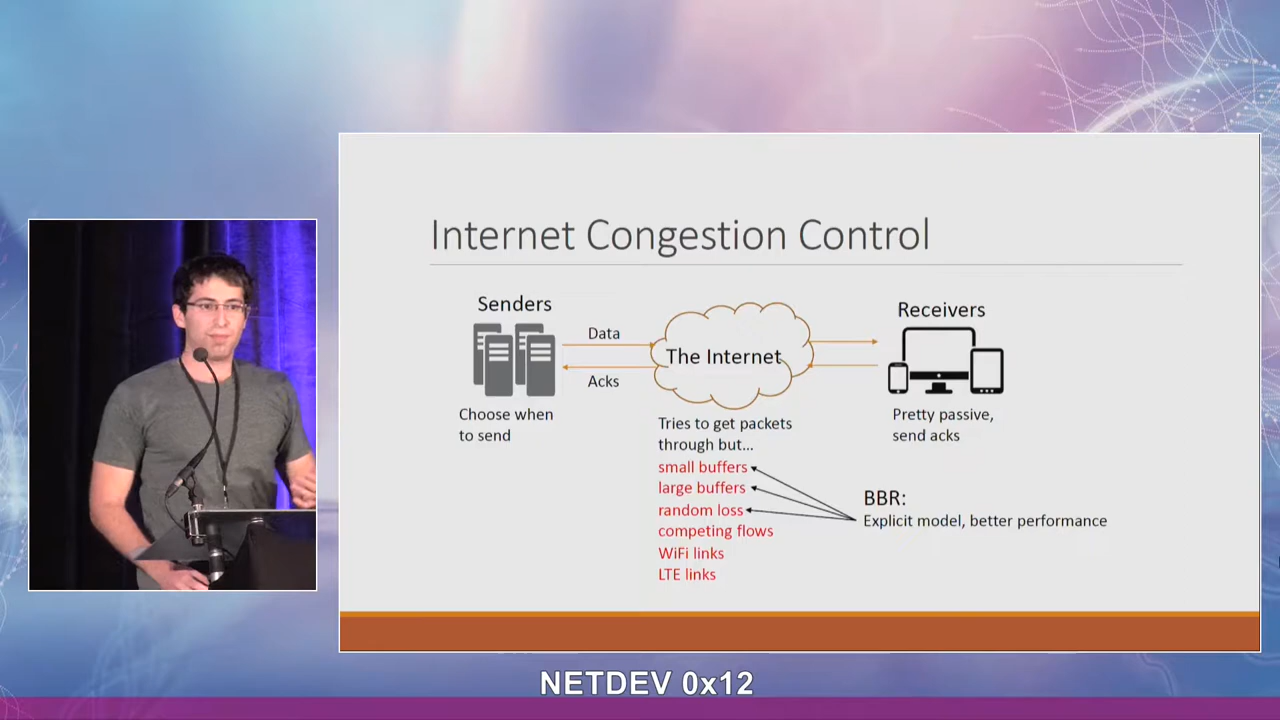 Internet Congestion Control
Senders
Data
Acks
Choose when
to send
The Internet
Tries to get packets
through but...
small buffers
large buffers
random loss
competing flows
WiFi links
LTE links
Receivers
Pretty passive,
send acks
BBR:
Explicit model, better performance
NETDEV 0x12